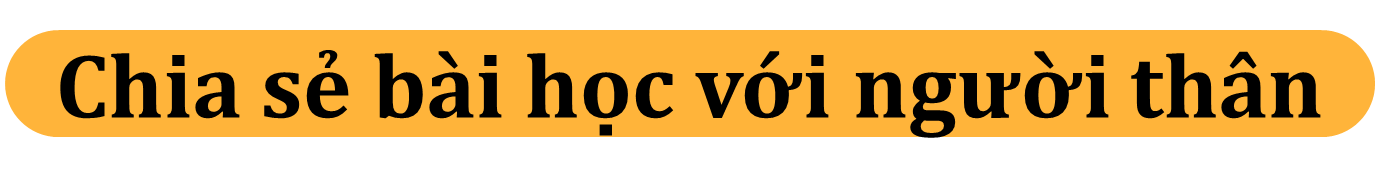 Chia sẻ bài học với người thân